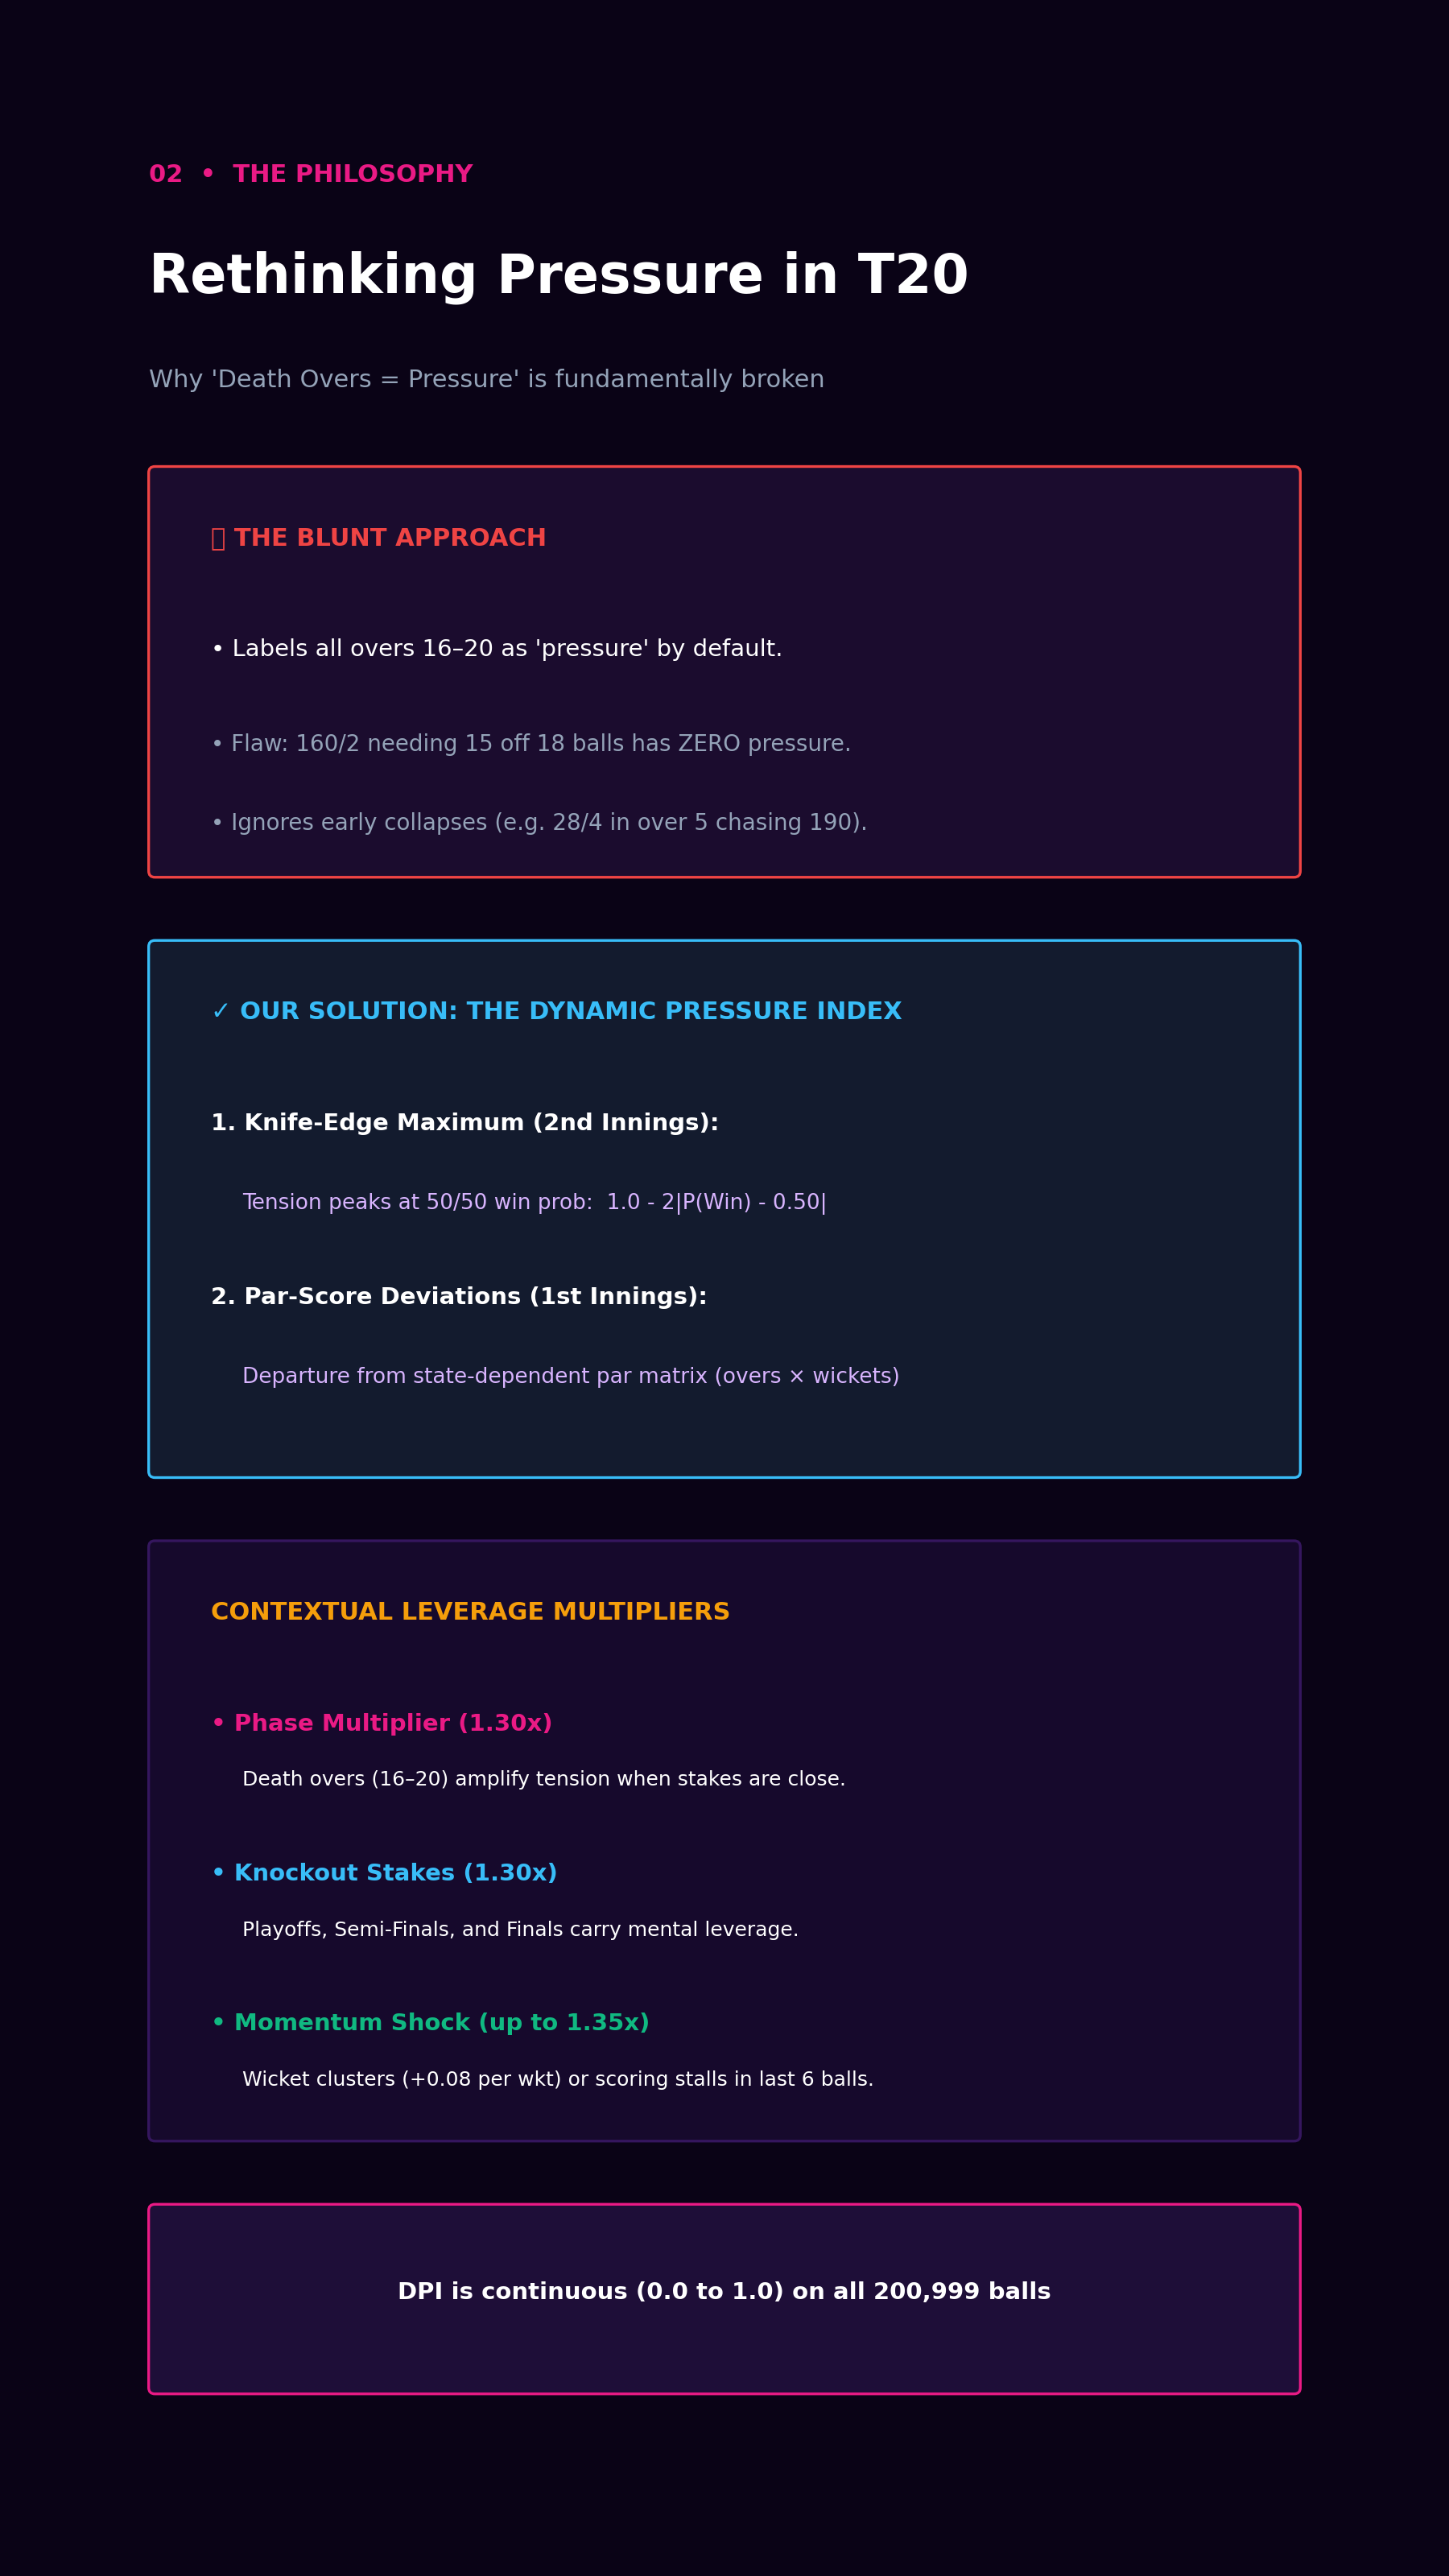 02 • THE PHILOSOPHY
Rethinking Pressure in T20
Why 'Death Overs = Pressure' is fundamentally broken
THE BLUNT APPROACH
• Labels all overs 16–20 as 'pressure' by default.
• Flaw: 160/2 needing 15 off 18 balls has ZERO pressure.
• Ignores early collapses (e.g. 28/4 in over 5 chasing 190).
✓ OUR SOLUTION: THE DYNAMIC PRESSURE INDEX
1. Knife-Edge Maximum (2nd Innings):
Tension peaks at 50/50 win prob:  1.0 - 2|P(Win) - 0.50|
2. Par-Score Deviations (1st Innings):
Departure from state-dependent par matrix (overs × wickets)
CONTEXTUAL LEVERAGE MULTIPLIERS
• Phase Multiplier (1.30x)
Death overs (16–20) amplify tension when stakes are close.
• Knockout Stakes (1.30x)
Playoffs, Semi-Finals, and Finals carry mental leverage.
• Momentum Shock (up to 1.35x)
Wicket clusters (+0.08 per wkt) or scoring stalls in last 6 balls.
DPI is continuous (0.0 to 1.0) on all 200,999 balls